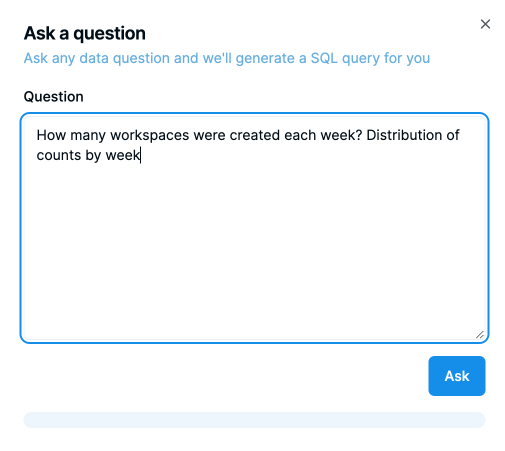 Ask a question
Ask any data question and we'll generate a SQL query for you
Question
How many workspaces were created each week? Distribution of
counts by week
Ask